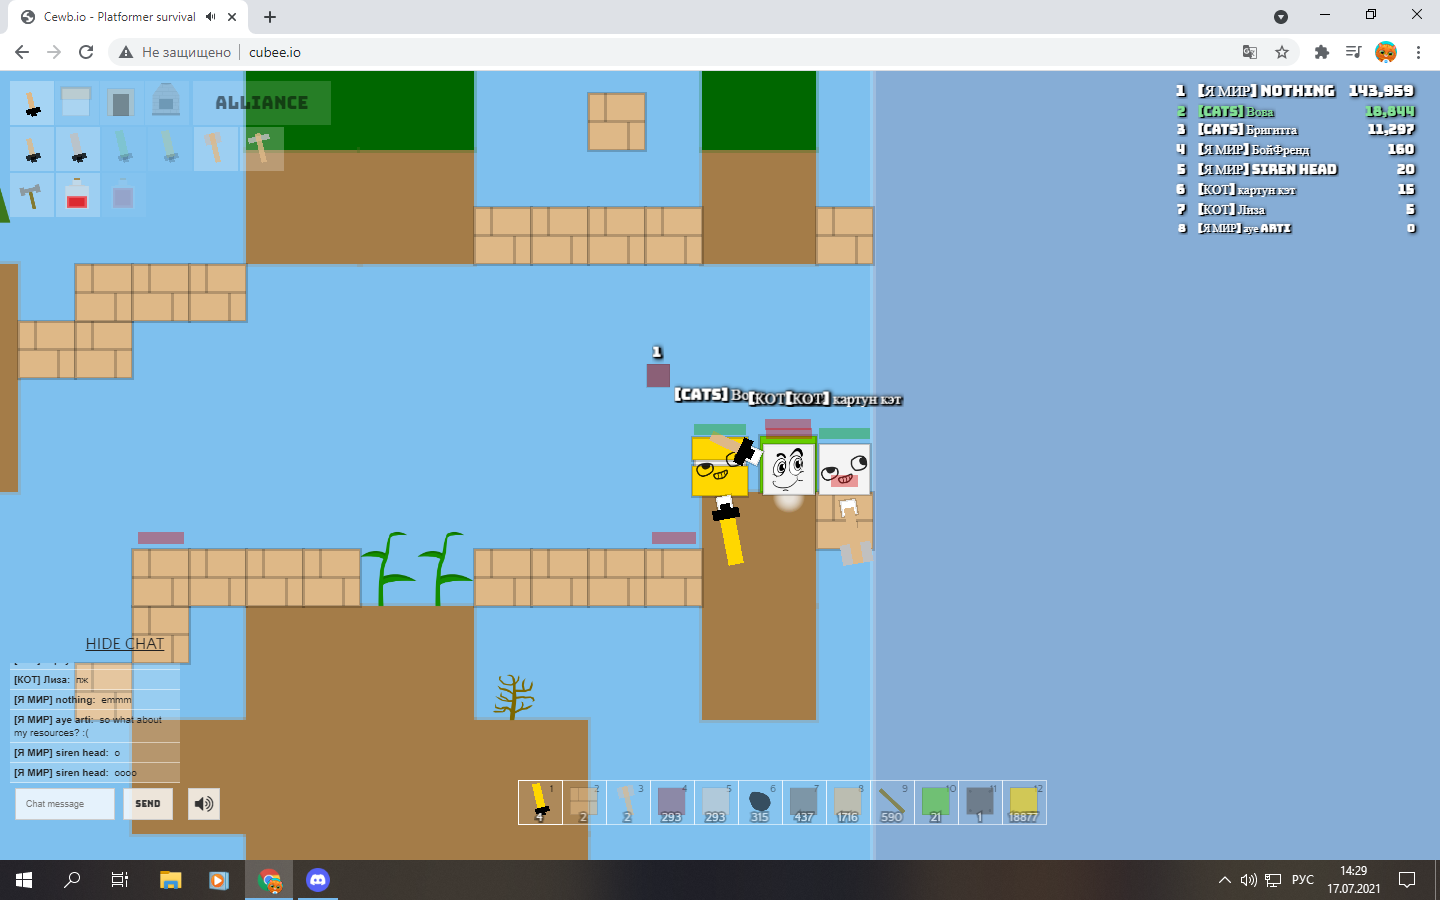 Cewb.io - Platformer survival
Не защищено
cubee.io
ALLIANCE
1 [Я МИР] NOTHING 143,959
2 [CATS] Вова 18,844
3 [CATS] Бригитта 11,297
4 [Я МИР] БойФренд 160
5 [Я МИР] SIREN HEAD 20
6 [КОТ] картун кэт 15
7 [КОТ] Лиза 5
8 [Я МИР] aye ARTI 0
1
[CATS] Во
[КОТ
[КОТ] картун кэт
HIDE CHAT
[КОТ] Лиза: пж
[Я МИР] nothing: emmm
[Я МИР] aye arti: so what about
my resources? :(
[Я МИР] siren head: o
[Я МИР] siren head: oooo
Chat message
SEND
1 2 3 4 5 6 7 8 9 10 11 12
4 2 2 293 293 315 437 1716 590 21 1 18877
РУС
14:29
17.07.2021